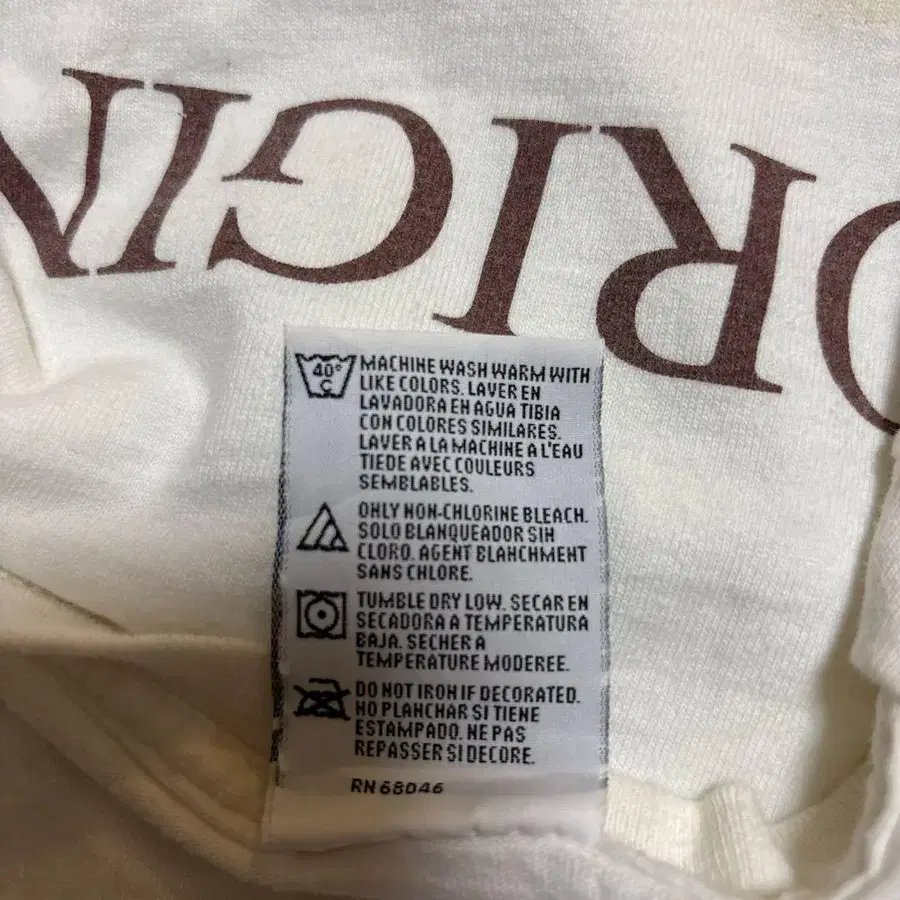 ORIGIN
40°
C
MACHINE WASH WARM WITH
LIKE COLORS. LAVER EN
LAVADORA EN AGUA TIBIA
CON COLORES SIMILARES.
LAVER A LA MACHINE A L'EAU
TIEDE AVEC COULEURS
SEMBLABLES.
ONLY NON-CHLORINE BLEACH.
SOLO BLANQUEADOR SIN
CLORO. AGENT BLANCHMENT
SANS CHLORE.
TUMBLE DRY LOW. SECAR EN
SECADORA A TEMPERATURA
BAJA. SECHER A
TEMPERATURE MODEREE.
DO NOT IRON IF DECORATED.
NO PLANCHAR SI TIENE
ESTAMPADO. NE PAS
REPASSER SI DECORE.
RN 68046